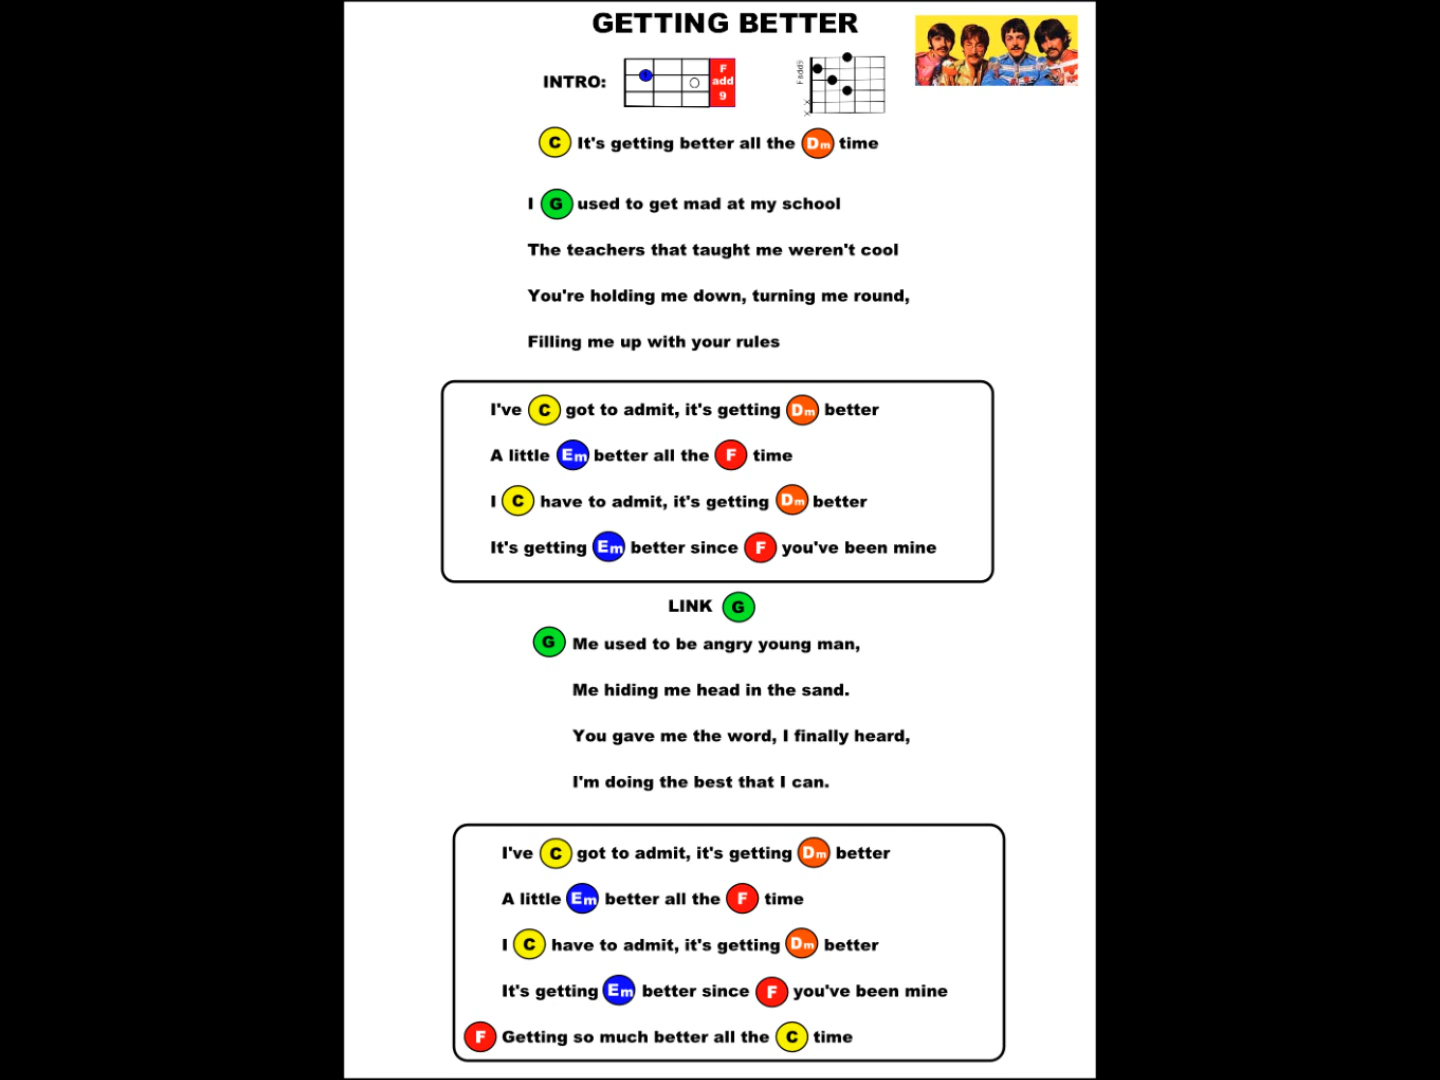 GETTING BETTER
INTRO:
F
add
9
Fadd9
C It's getting better all the Dm time
I G used to get mad at my school
The teachers that taught me weren't cool
You're holding me down, turning me round,
Filling me up with your rules
I've C got to admit, it's getting Dm better
A little Em better all the F time
I C have to admit, it's getting Dm better
It's getting Em better since F you've been mine
LINK G
G Me used to be angry young man,
Me hiding me head in the sand.
You gave me the word, I finally heard,
I'm doing the best that I can.
I've C got to admit, it's getting Dm better
A little Em better all the F time
I C have to admit, it's getting Dm better
It's getting Em better since F you've been mine
F Getting so much better all the C time